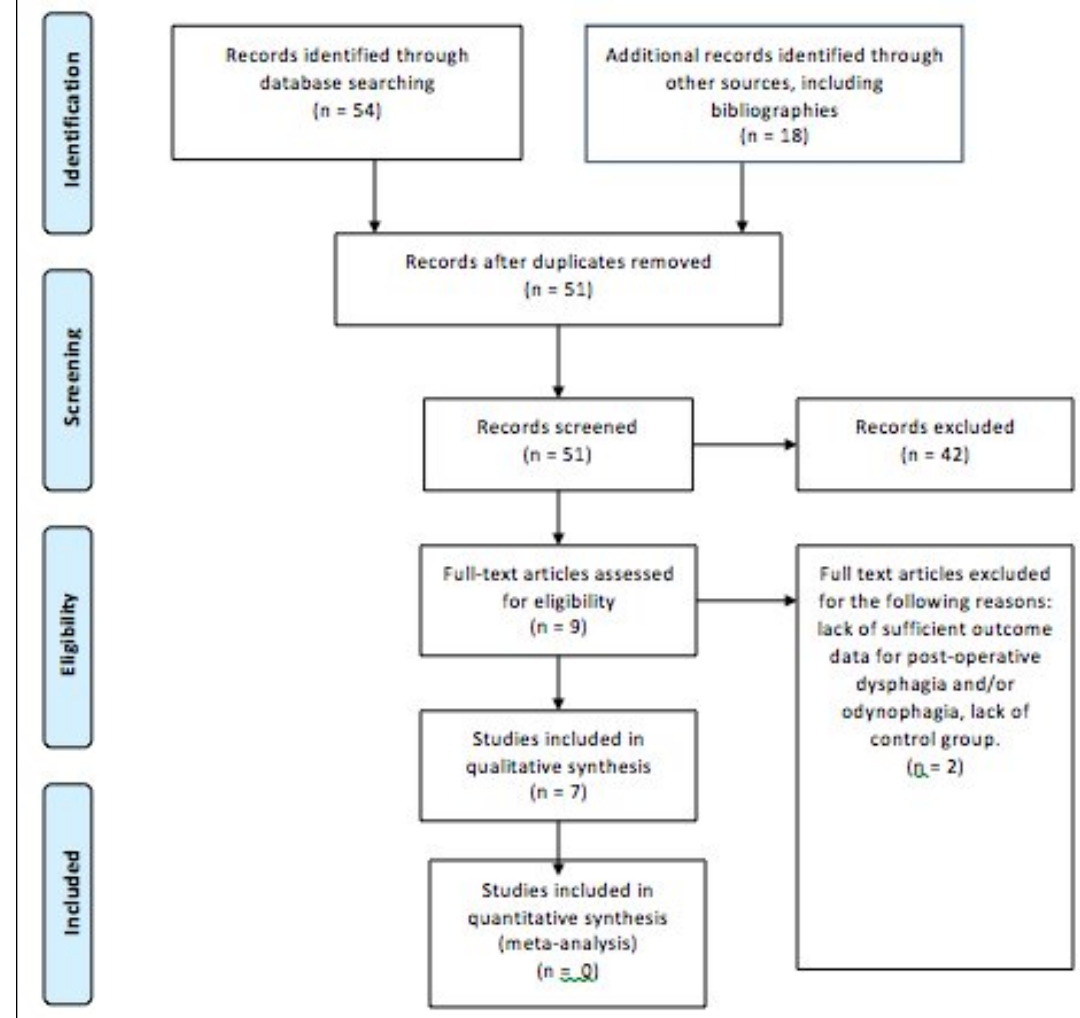 Identification
Records identified through
database searching
(n = 54)
Additional records identified through
other sources, including
bibliographies
(n = 18)
Records after duplicates removed
(n = 51)
Screening
Records screened
(n = 51)
Records excluded
(n = 42)
Eligibility
Full-text articles assessed
for eligibility
(n = 9)
Full text articles excluded
for the following reasons:
lack of sufficient outcome
data for post-operative
dysphagia and/or
odynophagia, lack of
control group.
(n = 2)
Studies included in
qualitative synthesis
(n = 7)
Included
Studies included in
quantitative synthesis
(meta-analysis)
(n = 0)